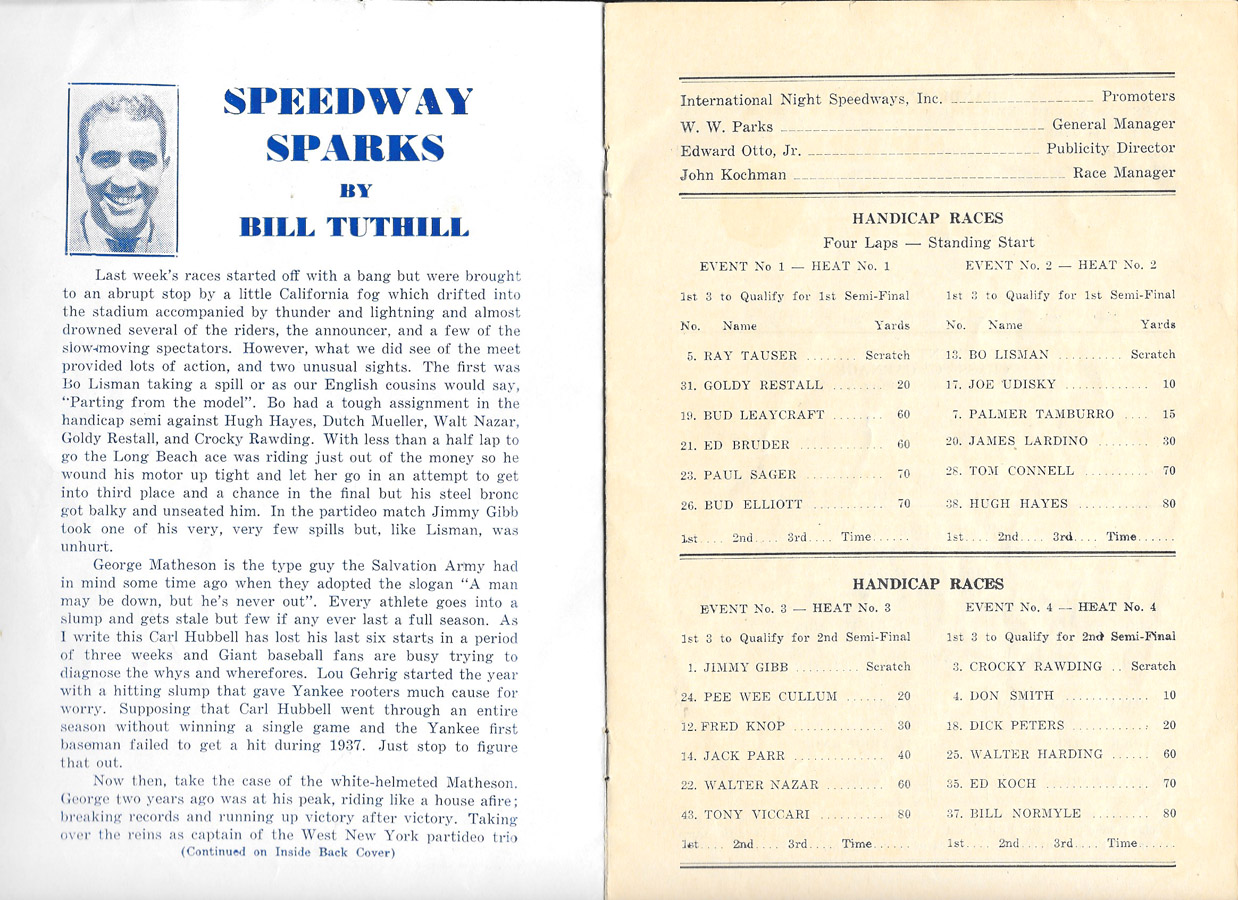 SPEEDWAY
SPARKS
BY
BILL TUTHILL
Last week's races started off with a bang but were brought
to an abrupt stop by a little California fog which drifted into
the stadium accompanied by thunder and lightning and almost
drowned several of the riders, the announcer, and a few of the
slow-moving spectators. However, what we did see of the meet
provided lots of action, and two unusual sights. The first was
Bo Lisman taking a spill or as our English cousins would say,
"Parting from the model". Bo had a tough assignment in the
handicap semi against Hugh Hayes, Dutch Mueller, Walt Nazar,
Goldy Restall, and Crocky Rawding. With less than a half lap to
go the Long Beach ace was riding just out of the money so he
wound his motor up tight and let her go in an attempt to get
into third place and a chance in the final but his steel bronc
got balky and unseated him. In the partideo match Jimmy Gibb
took one of his very, very few spills but, like Lisman, was
unhurt.
George Matheson is the type guy the Salvation Army had
in mind some time ago when they adopted the slogan "A man
may be down, but he's never out". Every athlete goes into a
slump and gets stale but few if any ever last a full season. As
I write this Carl Hubbell has lost his last six starts in a period
of three weeks and Giant baseball fans are busy trying to
diagnose the whys and wherefores. Lou Gehrig started the year
with a hitting slump that gave Yankee rooters much cause for
worry. Supposing that Carl Hubbell went through an entire
season without winning a single game and the Yankee first
baseman failed to get a hit during 1937. Just stop to figure
that out.
Now then, take the case of the white-helmeted Matheson.
George two years ago was at his peak, riding like a house afire;
breaking records and running up victory after victory. Taking
over the reins as captain of the West New York partideo trio
(Continued on Inside Back Cover)
International Night Speedways, Inc. ---------------- Promoters
W. W. Parks ---------------- General Manager
Edward Otto, Jr. ---------------- Publicity Director
John Kochman ---------------- Race Manager
HANDICAP RACES
Four Laps — Standing Start
EVENT No 1 — HEAT No. 1
1st 3 to Qualify for 1st Semi-Final
No. Name Yards
5. RAY TAUSER ........ Scratch
31. GOLDY RESTALL ........ 20
19. BUD LEAYCRAFT ........ 60
21. ED BRUDER ............ 60
23. PAUL SAGER ............ 70
26. BUD ELLIOTT ........... 70
1st.... 2nd.... 3rd.... Time......
EVENT No. 2 — HEAT No. 2
1st 3 to Qualify for 1st Semi-Final
No. Name Yards
13. BO LISMAN .......... Scratch
17. JOE UDISKY ............. 10
7. PALMER TAMBURRO .... 15
20. JAMES LARDINO ........ 30
28. TOM CONNELL .......... 70
38. HUGH HAYES ........... 80
1st.... 2nd.... 3rd.... Time......
HANDICAP RACES
EVENT No. 3 — HEAT No. 3
1st 3 to Qualify for 2nd Semi-Final
1. JIMMY GIBB .......... Scratch
24. PEE WEE CULLUM ...... 20
12. FRED KNOP ............. 30
14. JACK PARR ............. 40
22. WALTER NAZAR ......... 60
43. TONY VICCARI .......... 80
1st.... 2nd.... 3rd.... Time......
EVENT No. 4 — HEAT No. 4
1st 3 to Qualify for 2nd Semi-Final
3. CROCKY RAWDING .. Scratch
4. DON SMITH ............ 10
18. DICK PETERS ........... 20
25. WALTER HARDING ...... 60
35. ED KOCH ............... 70
37. BILL NORMYLE ......... 80
1st.... 2nd.... 3rd.... Time......